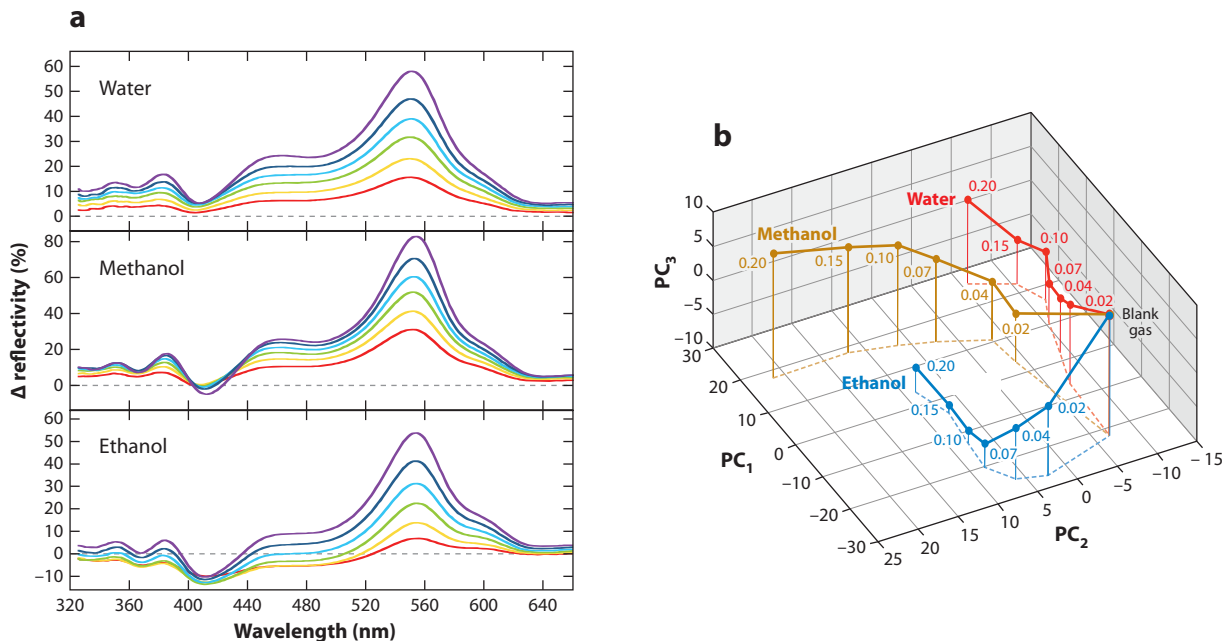 a
60
50
40
30
20
10
0
Water
80
60
40
20
0
Methanol
60
50
40
30
20
10
0
−10
Ethanol
Δ reflectivity (%)
320 360 400 440 480 520 560 600 640
Wavelength (nm)
b
10
5
0
−5
−10
PC3
30
20
10
0
−10
−20
−30
PC1
25 20 15 10 5 0 −5 −10 −15
PC2
Water
0.20
0.15
0.10
0.07
0.04
0.02
Methanol
0.20
0.15
0.10
0.07
0.04
0.02
Blank
gas
Ethanol
0.20
0.15
0.10
0.07
0.04
0.02